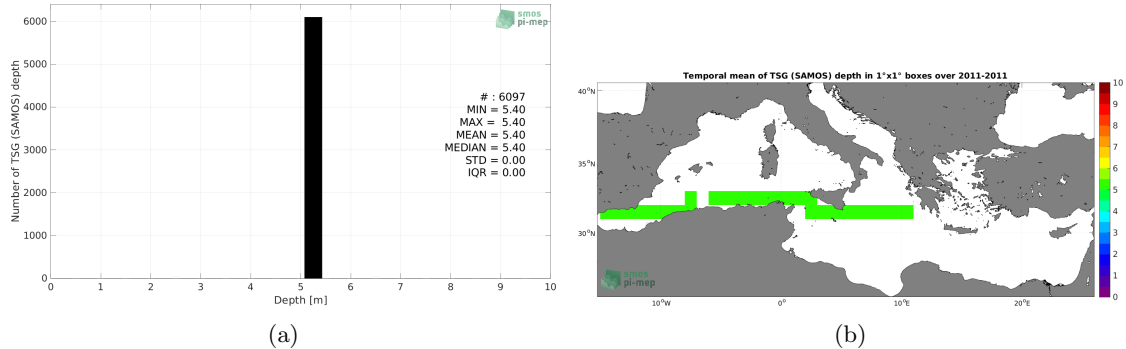 6000
5000
4000
3000
2000
1000
0
Number of TSG (SAMOS) depth
smos
pi-mep
# : 6097
MIN = 5.40
MAX = 5.40
MEAN = 5.40
MEDIAN = 5.40
STD = 0.00
IQR = 0.00
0 1 2 3 4 5 6 7 8 9 10
Depth [m]
(a)
Temporal mean of TSG (SAMOS) depth in 1°x1° boxes over 2011-2011
40°N
35°N
30°N
smos
pi-mep
10°W 0° 10°E 20°E
10
9
8
7
6
5
4
3
2
1
0
(b)